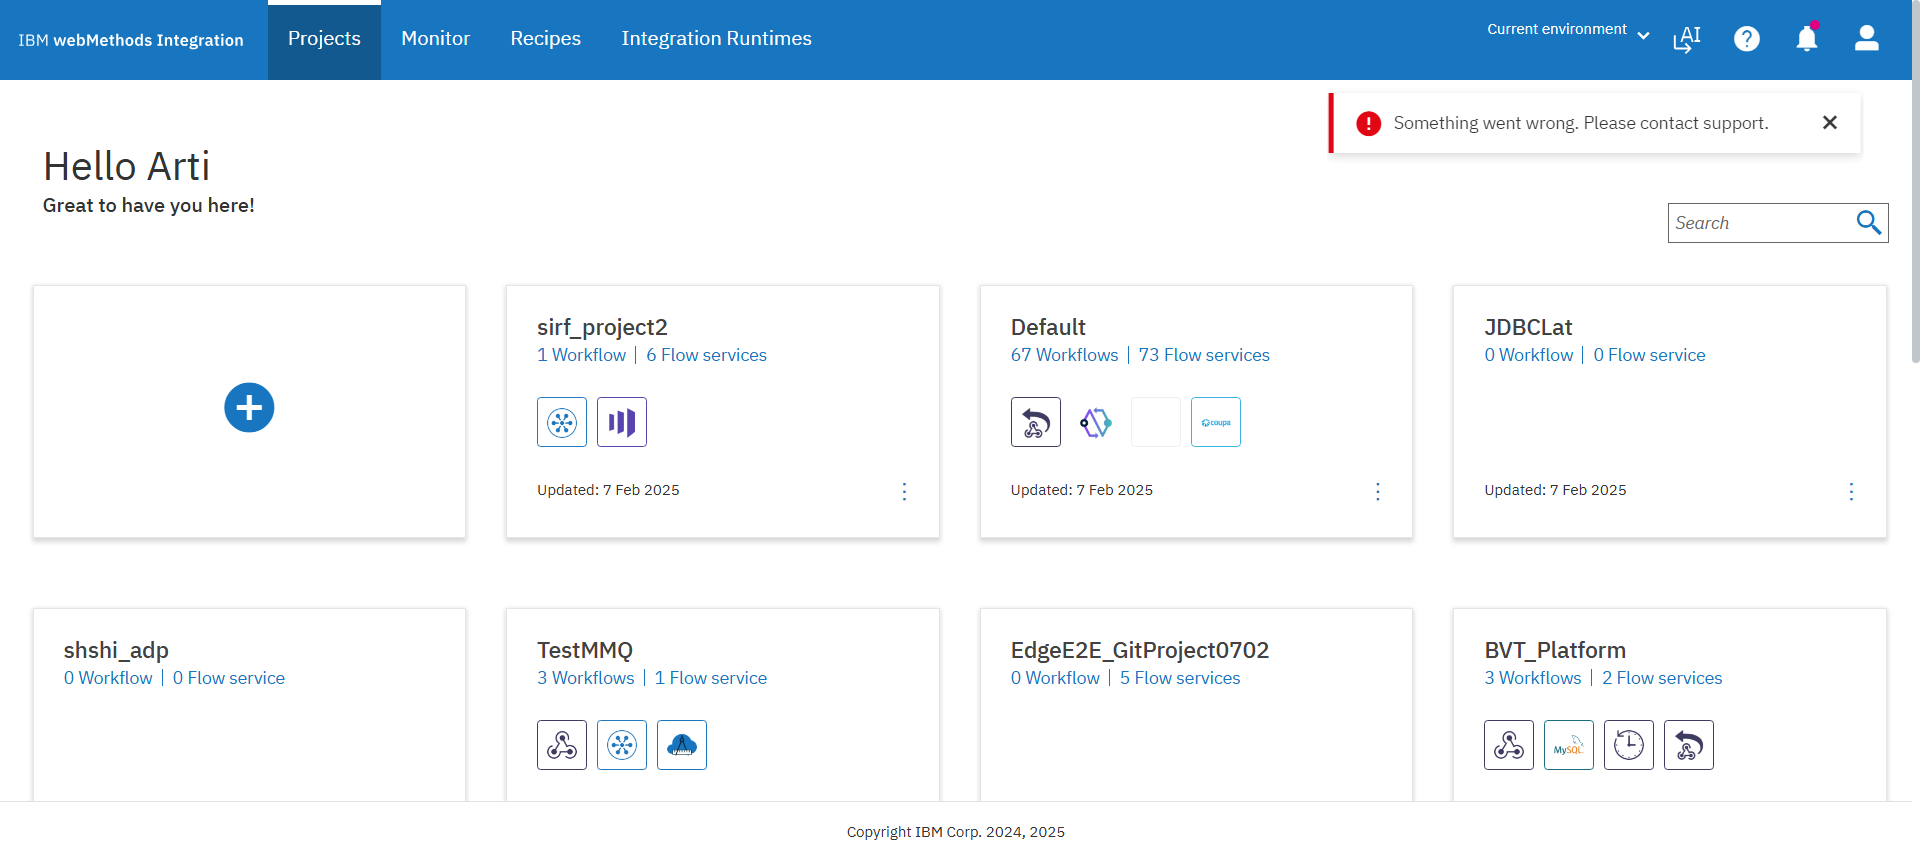 IBM webMethods Integration
Projects
Monitor
Recipes
Integration Runtimes
Current environment
AI
?
Something went wrong. Please contact support.
Hello Arti
Great to have you here!
Search
sirf_project2
1 Workflow | 6 Flow services
Updated: 7 Feb 2025
Default
67 Workflows | 73 Flow services
coupa
Updated: 7 Feb 2025
JDBCLat
0 Workflow | 0 Flow service
Updated: 7 Feb 2025
shshi_adp
0 Workflow | 0 Flow service
TestMMQ
3 Workflows | 1 Flow service
EdgeE2E_GitProject0702
0 Workflow | 5 Flow services
BVT_Platform
3 Workflows | 2 Flow services
MySQL
Copyright IBM Corp. 2024, 2025